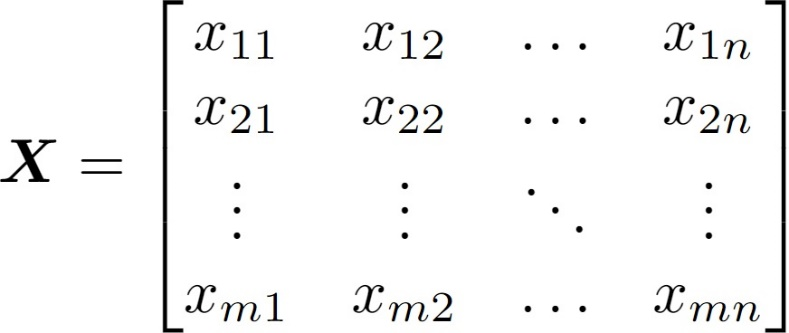 X = [ x11 x12 … x1n
x21 x22 … x2n
⋮ ⋮ ⋱ ⋮
xm1 xm2 … xmn ]